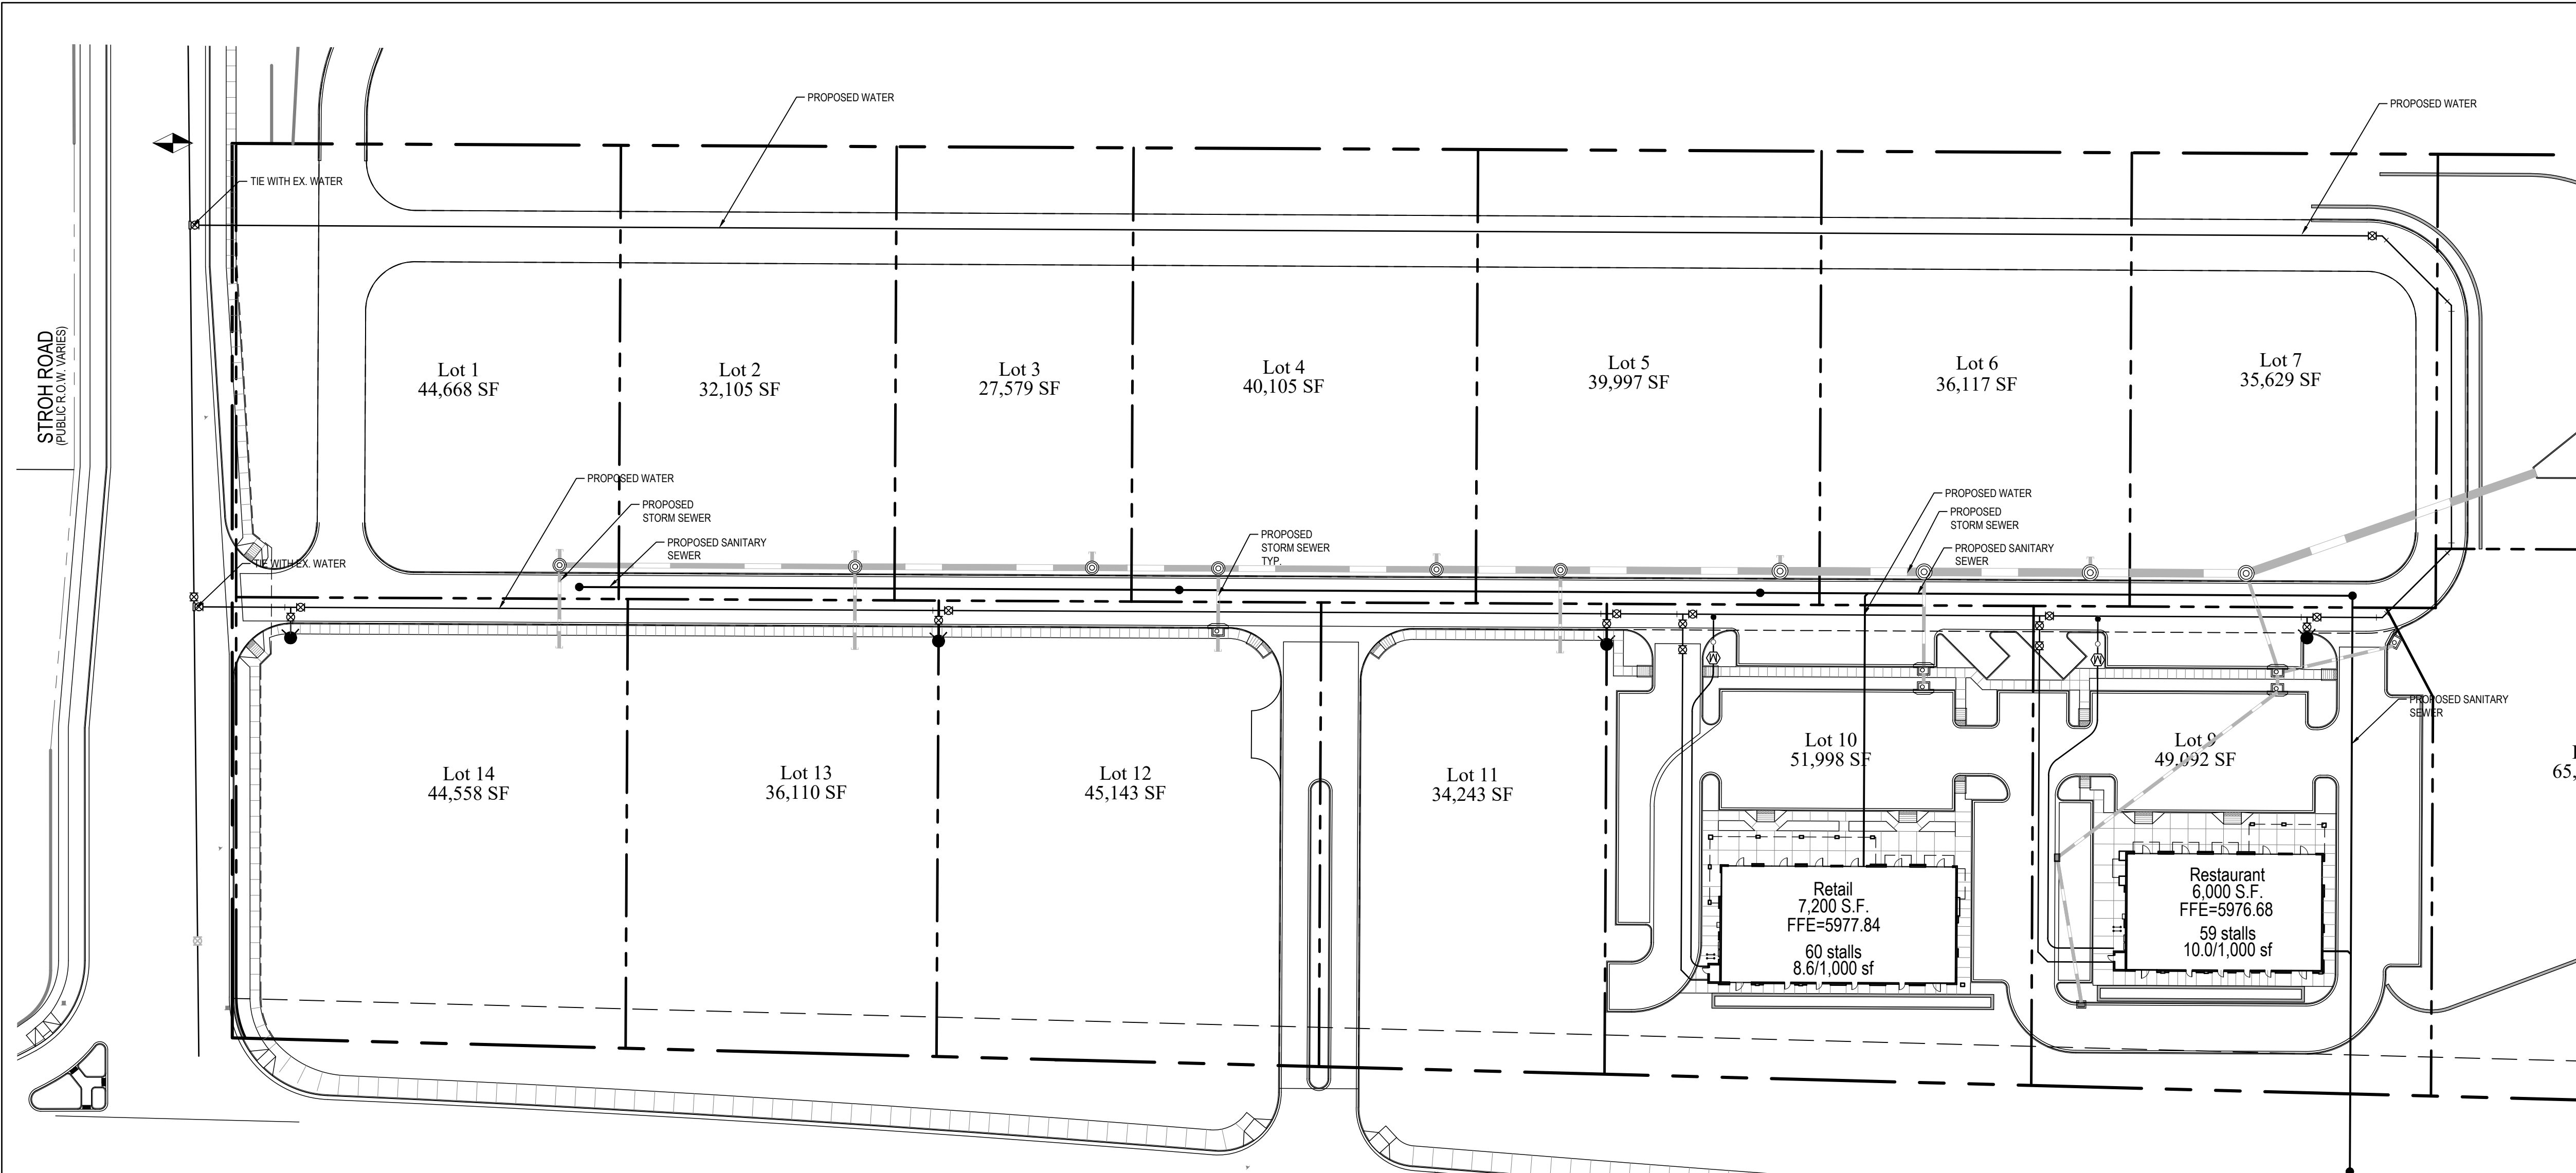 PROPOSED WATER
PROPOSED WATER
TIE WITH EX. WATER
STROH ROAD
(PUBLIC R.O.W. VARIES)
Lot 1
44,668 SF
Lot 2
32,105 SF
Lot 3
27,579 SF
Lot 4
40,105 SF
Lot 5
39,997 SF
Lot 6
36,117 SF
Lot 7
35,629 SF
PROPOSED WATER
PROPOSED
STORM SEWER
PROPOSED SANITARY
SEWER
PROPOSED
STORM SEWER
TYP.
PROPOSED WATER
PROPOSED
STORM SEWER
PROPOSED SANITARY
SEWER
TIE WITH EX. WATER
M
M
PROPOSED SANITARY
SEWER
Lot 14
44,558 SF
Lot 13
36,110 SF
Lot 12
45,143 SF
Lot 11
34,243 SF
Lot 10
51,998 SF
Lot 9
49,092 SF
65,
Retail
7,200 S.F.
FFE=5977.84
60 stalls
8.6/1,000 sf
Restaurant
6,000 S.F.
FFE=5976.68
59 stalls
10.0/1,000 sf